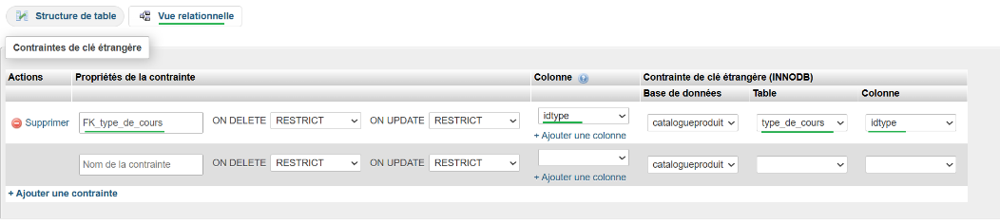 Structure de table Vue relationnelle
Contraintes de clé étrangère
Actions Propriétés de la contrainte Colonne Contrainte de clé étrangère (INNODB)
Base de données Table Colonne
Supprimer FK_type_de_cours ON DELETE RESTRICT ON UPDATE RESTRICT idtype catalogueproduit type_de_cours idtype
+ Ajouter une colonne
Nom de la contrainte ON DELETE RESTRICT ON UPDATE RESTRICT catalogueproduit
+ Ajouter une colonne
+ Ajouter une contrainte